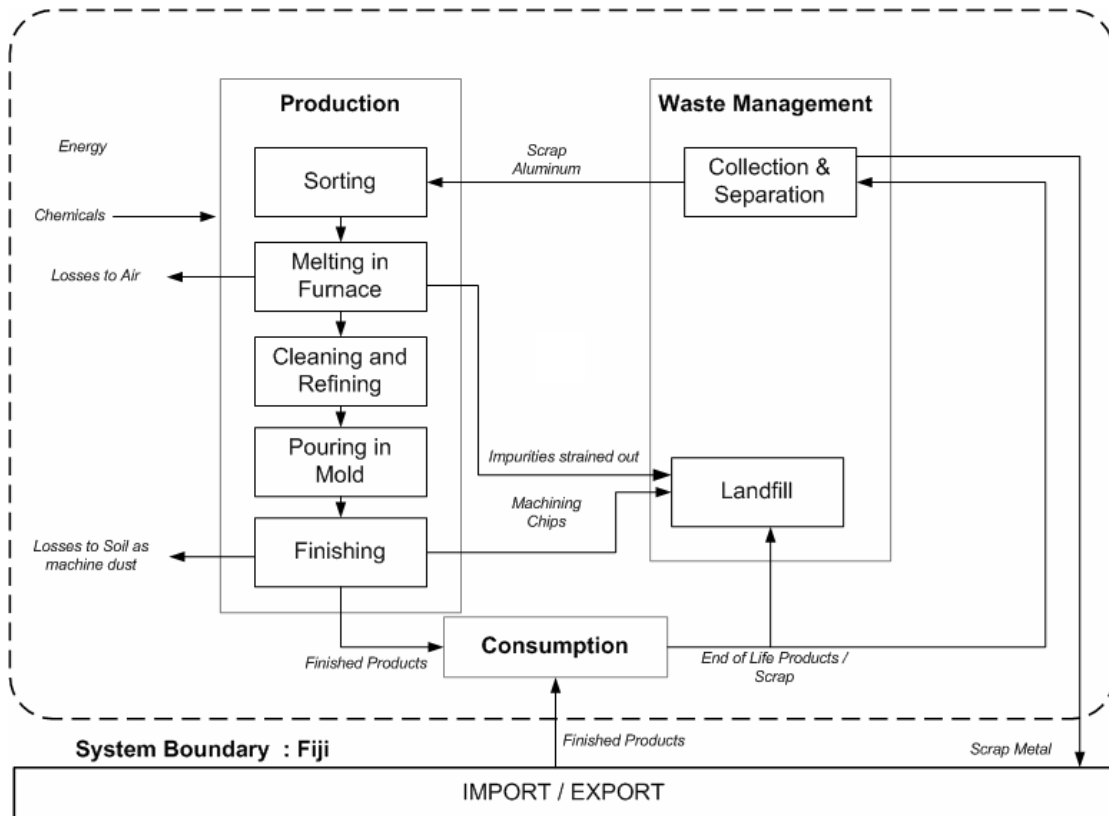 Production
Waste Management
Energy
Scrap
Aluminum
Sorting
Collection &
Separation
Chemicals
Losses to Air
Melting in
Furnace
Cleaning and
Refining
Pouring in
Mold
Impurities strained out
Landfill
Machining
Chips
Losses to Soil as
machine dust
Finishing
Finished Products
Consumption
End of Life Products /
Scrap
System Boundary : Fiji
Finished Products
Scrap Metal
IMPORT / EXPORT